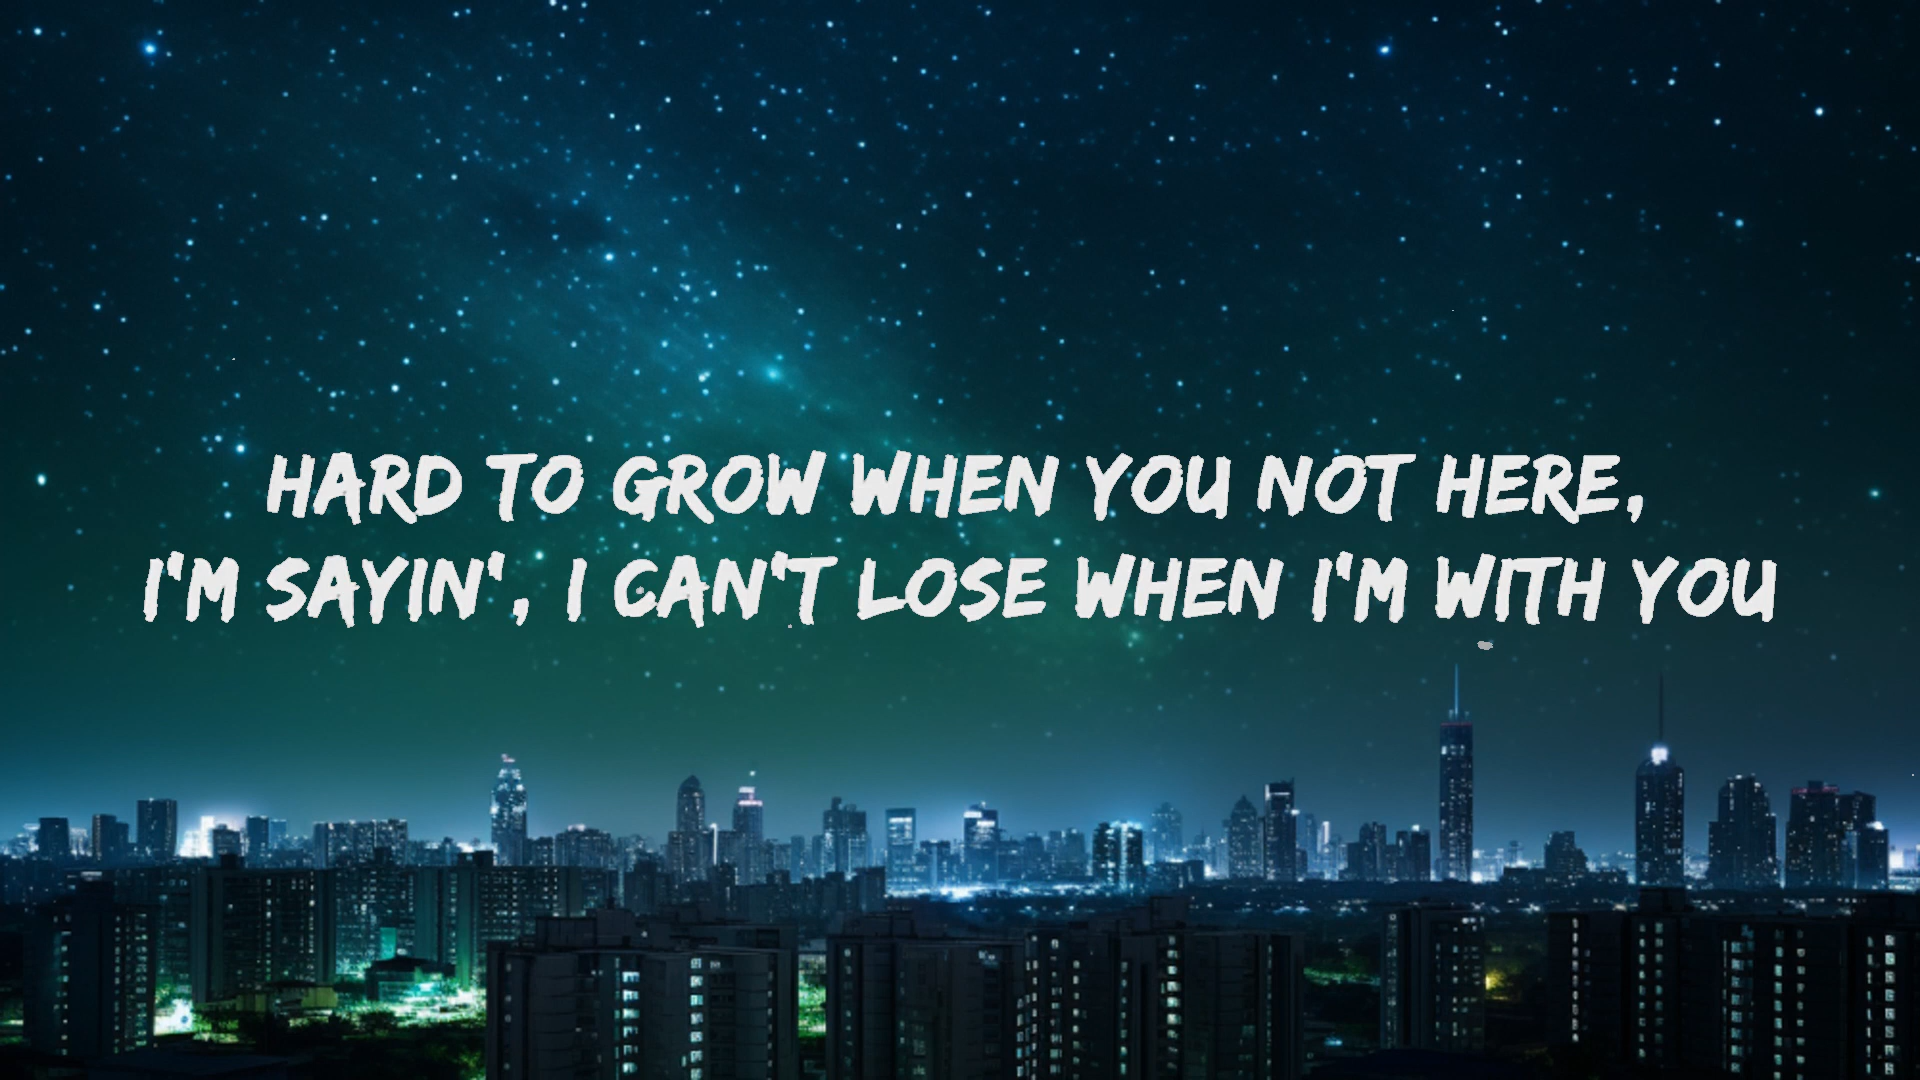 HARD TO GROW WHEN YOU NOT HERE,
I'M SAYIN', I CAN'T LOSE WHEN I'M WITH YOU